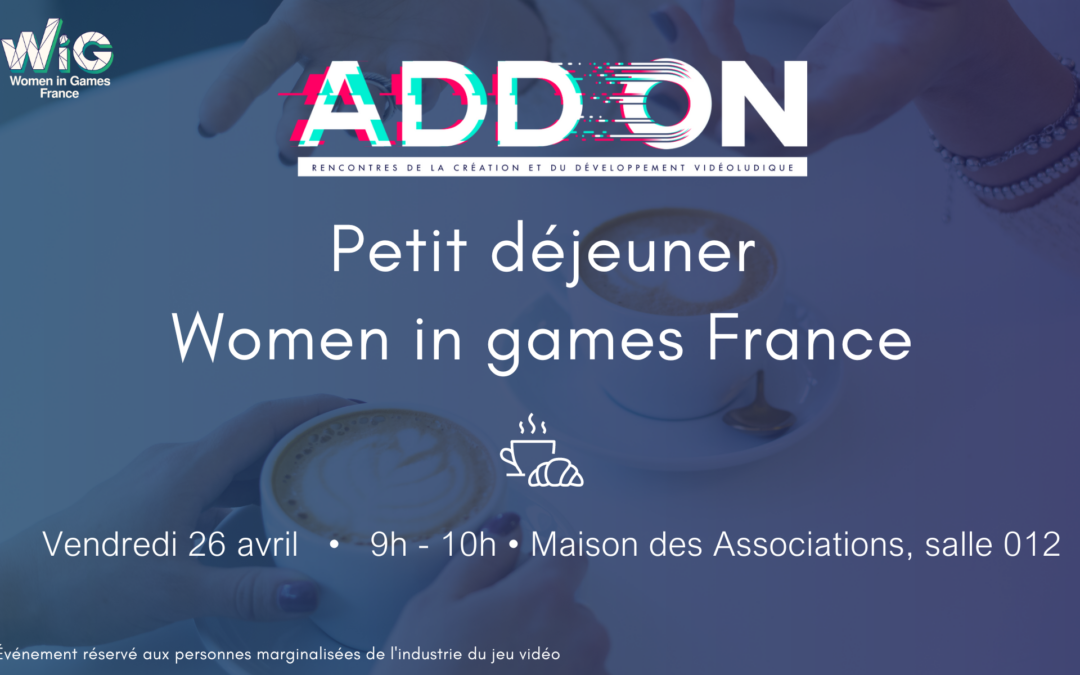 WiG
Women in Games
France
ADD ON
RENCONTRES DE LA CRÉATION ET DU DÉVELOPPEMENT VIDÉOLUDIQUE
Petit déjeuner
Women in games France
Vendredi 26 avril • 9h - 10h • Maison des Associations, salle 012
Événement réservé aux personnes marginalisées de l'industrie du jeu vidéo